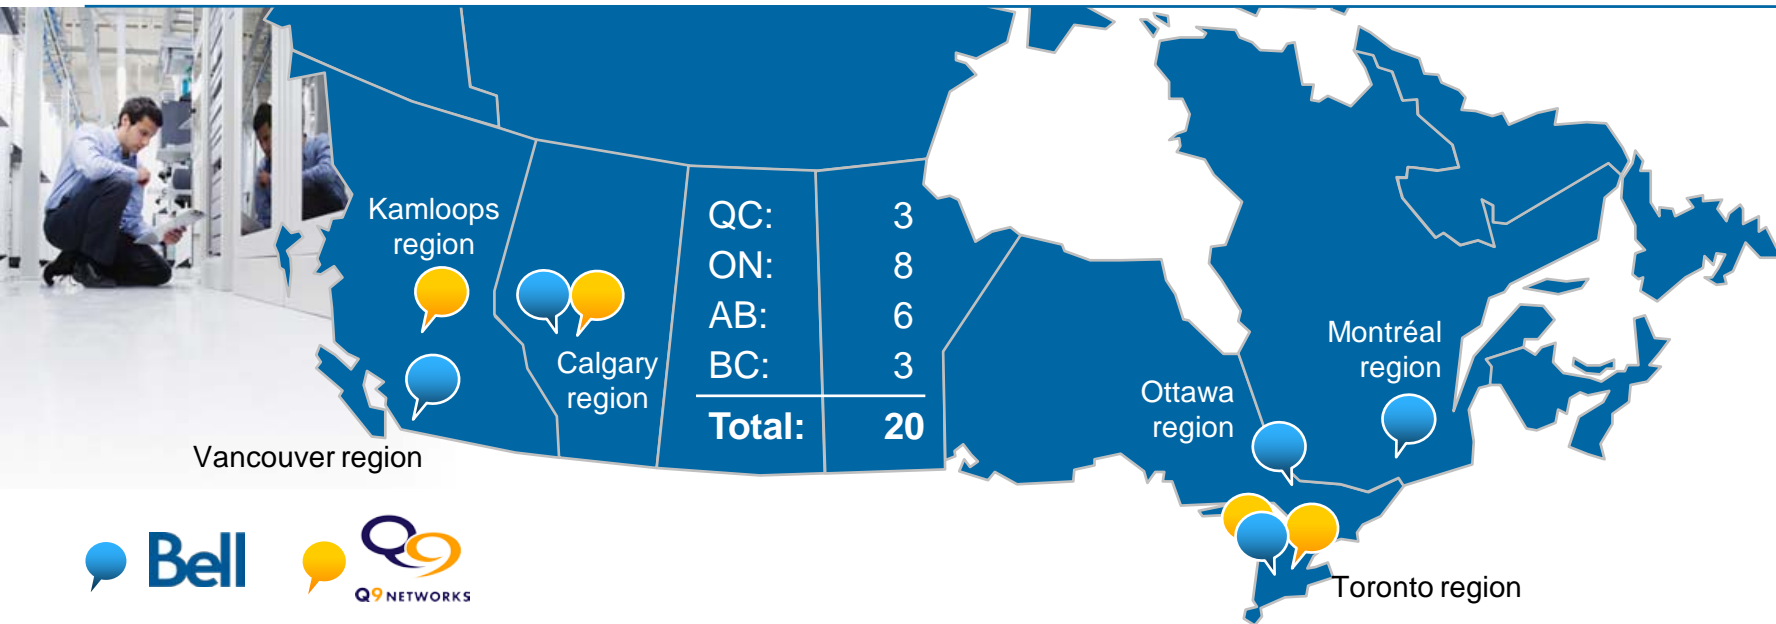 Kamloops
region
Calgary
region
QC: 3
ON: 8
AB: 6
BC: 3
Total: 20
Montréal
region
Ottawa
region
Vancouver region
Toronto region
Bell
Q9
Q9 NETWORKS